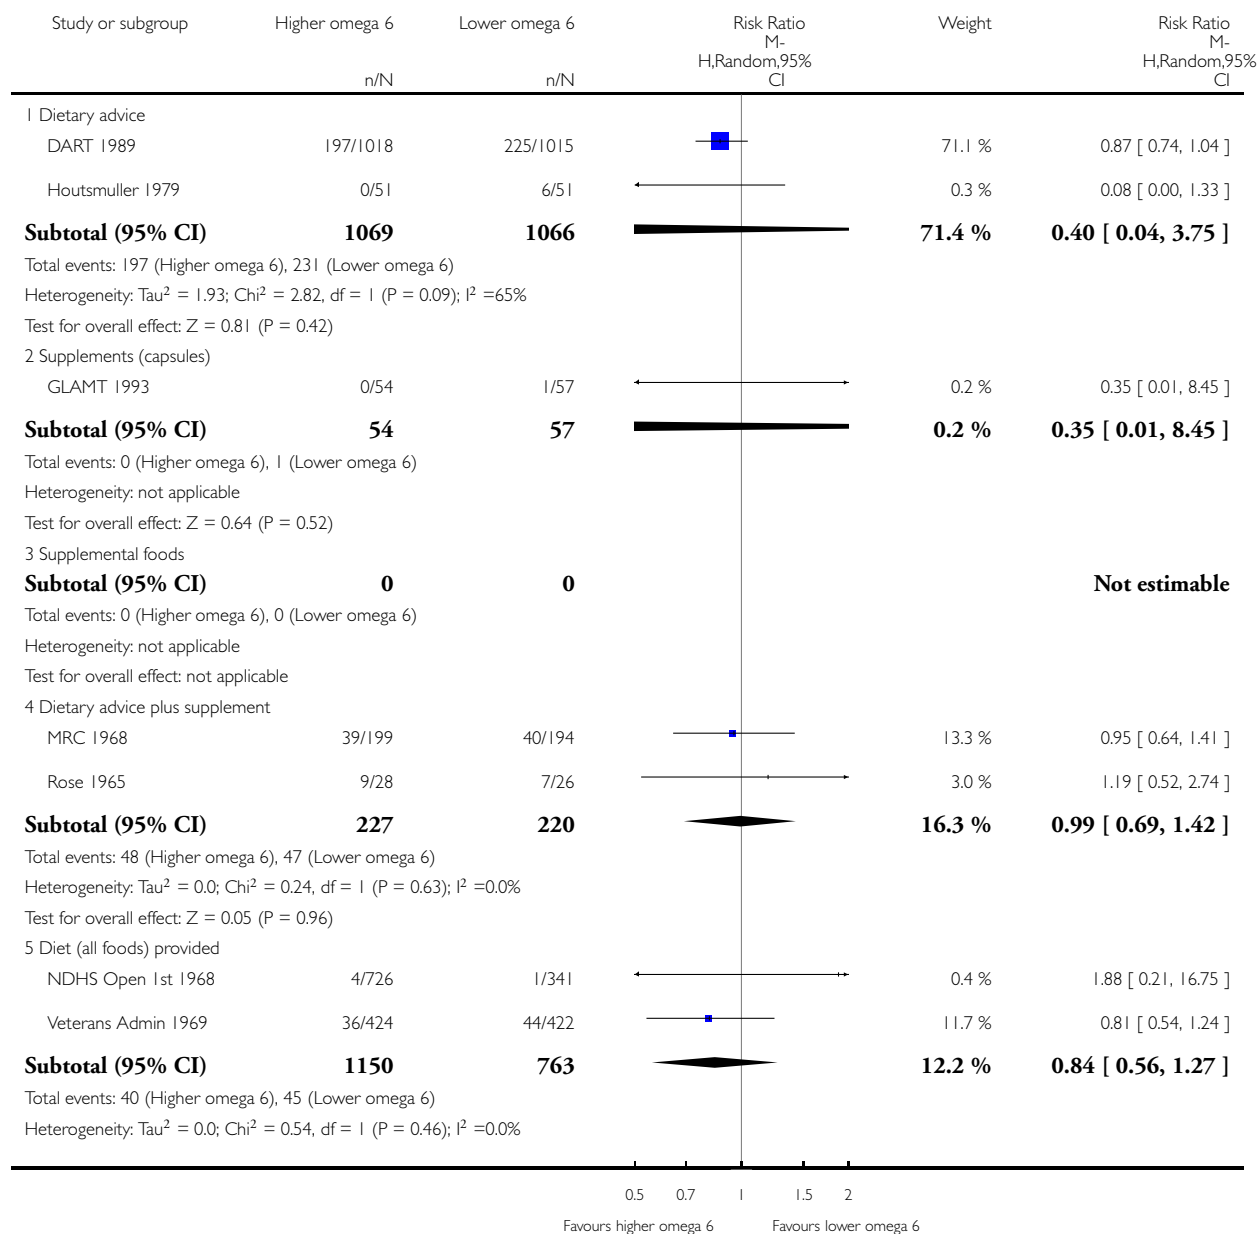 Study or subgroup Higher omega 6 Lower omega 6 Risk Ratio Weight Risk Ratio
M- M-
H,Random,95% H,Random,95%
n/N n/N CI CI
1 Dietary advice
DART 1989 197/1018 225/1015 71.1 % 0.87 [ 0.74, 1.04 ]
Houtsmuller 1979 0/51 6/51 0.3 % 0.08 [ 0.00, 1.33 ]
Subtotal (95% CI) 1069 1066 71.4 % 0.40 [ 0.04, 3.75 ]
Total events: 197 (Higher omega 6), 231 (Lower omega 6)
Heterogeneity: Tau² = 1.93; Chi² = 2.82, df = 1 (P = 0.09); I² =65%
Test for overall effect: Z = 0.81 (P = 0.42)
2 Supplements (capsules)
GLAMT 1993 0/54 1/57 0.2 % 0.35 [ 0.01, 8.45 ]
Subtotal (95% CI) 54 57 0.2 % 0.35 [ 0.01, 8.45 ]
Total events: 0 (Higher omega 6), 1 (Lower omega 6)
Heterogeneity: not applicable
Test for overall effect: Z = 0.64 (P = 0.52)
3 Supplemental foods
Subtotal (95% CI) 0 0 Not estimable
Total events: 0 (Higher omega 6), 0 (Lower omega 6)
Heterogeneity: not applicable
Test for overall effect: not applicable
4 Dietary advice plus supplement
MRC 1968 39/199 40/194 13.3 % 0.95 [ 0.64, 1.41 ]
Rose 1965 9/28 7/26 3.0 % 1.19 [ 0.52, 2.74 ]
Subtotal (95% CI) 227 220 16.3 % 0.99 [ 0.69, 1.42 ]
Total events: 48 (Higher omega 6), 47 (Lower omega 6)
Heterogeneity: Tau² = 0.0; Chi² = 0.24, df = 1 (P = 0.63); I² =0.0%
Test for overall effect: Z = 0.05 (P = 0.96)
5 Diet (all foods) provided
NDHS Open 1st 1968 4/726 1/341 0.4 % 1.88 [ 0.21, 16.75 ]
Veterans Admin 1969 36/424 44/422 11.7 % 0.81 [ 0.54, 1.24 ]
Subtotal (95% CI) 1150 763 12.2 % 0.84 [ 0.56, 1.27 ]
Total events: 40 (Higher omega 6), 45 (Lower omega 6)
Heterogeneity: Tau² = 0.0; Chi² = 0.54, df = 1 (P = 0.46); I² =0.0%
0.5 0.7 1 1.5 2
Favours higher omega 6 Favours lower omega 6